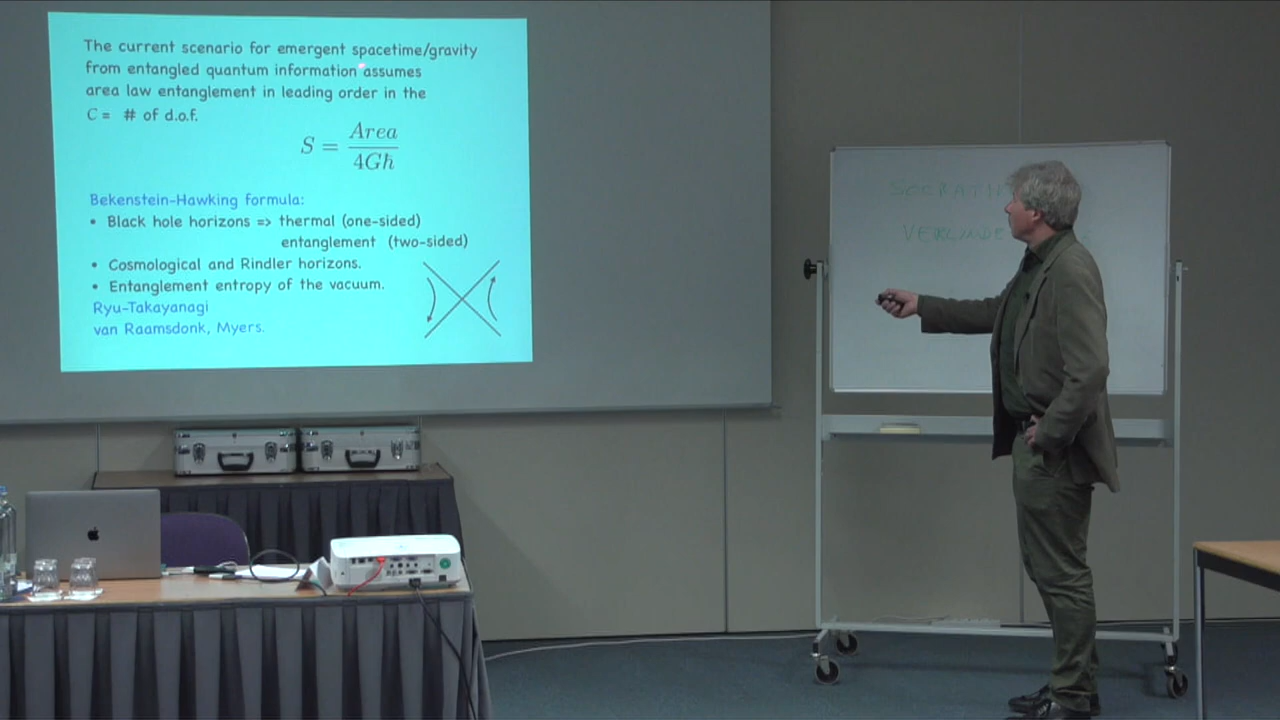 The current scenario for emergent spacetime/gravity
from entangled quantum information assumes
area law entanglement in leading order in the
C = # of d.o.f.
S = Area / 4Għ
Bekenstein-Hawking formula:
• Black hole horizons => thermal (one-sided)
entanglement (two-sided)
• Cosmological and Rindler horizons.
• Entanglement entropy of the vacuum.
Ryu-Takayanagi
van Raamsdonk, Myers.